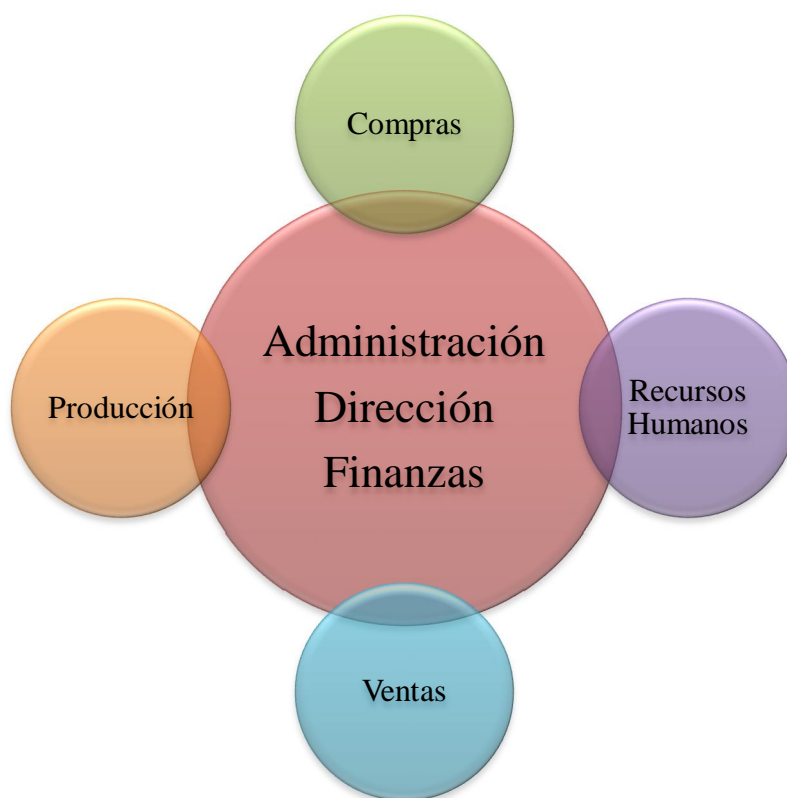 Compras
Administración
Dirección
Finanzas
Producción
Recursos
Humanos
Ventas